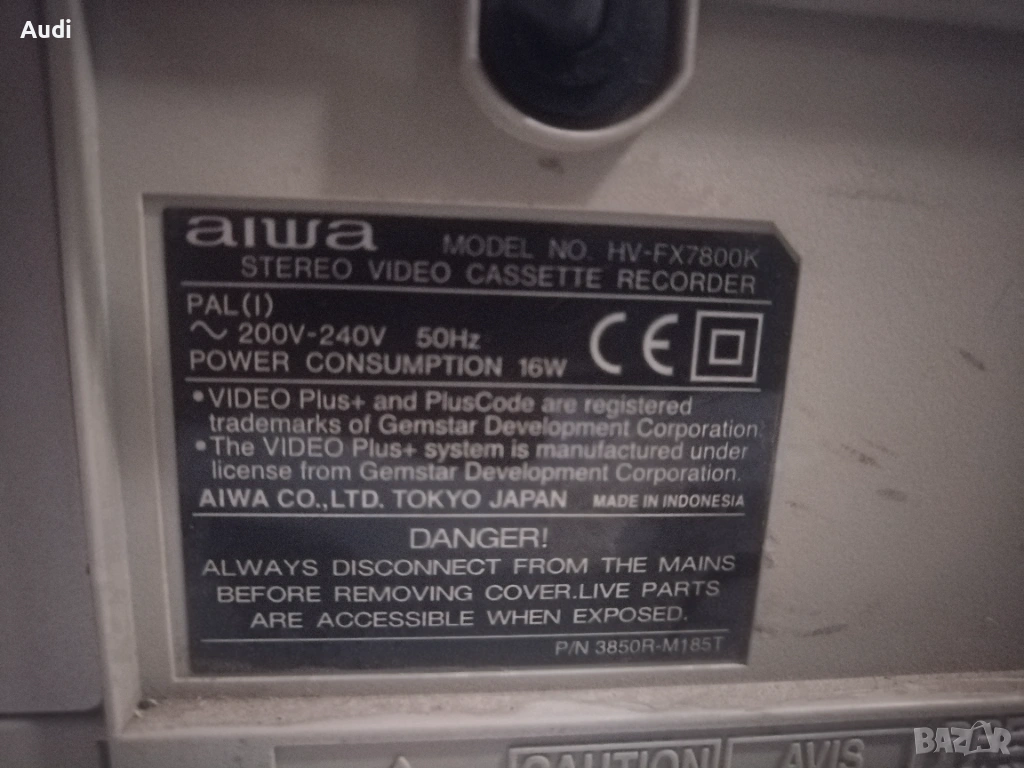 Audi
aiwa MODEL NO. HV-FX7800K
STEREO VIDEO CASSETTE RECORDER
PAL(I)
~ 200V-240V 50Hz
POWER CONSUMPTION 16W
CE
•VIDEO Plus+ and PlusCode are registered
trademarks of Gemstar Development Corporation.
•The VIDEO Plus+ system is manufactured under
license from Gemstar Development Corporation.
AIWA CO.,LTD. TOKYO JAPAN MADE IN INDONESIA
DANGER!
ALWAYS DISCONNECT FROM THE MAINS
BEFORE REMOVING COVER.LIVE PARTS
ARE ACCESSIBLE WHEN EXPOSED.
P/N 3850R-M185T
CAUTION AVIS
BAZAR